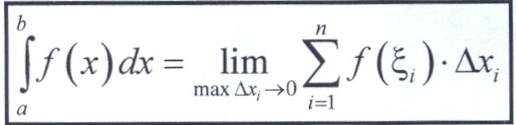 ∫_a^b f(x)dx = lim_{max Δx_i→0} ∑_{i=1}^n f(ξ_i)·Δx_i